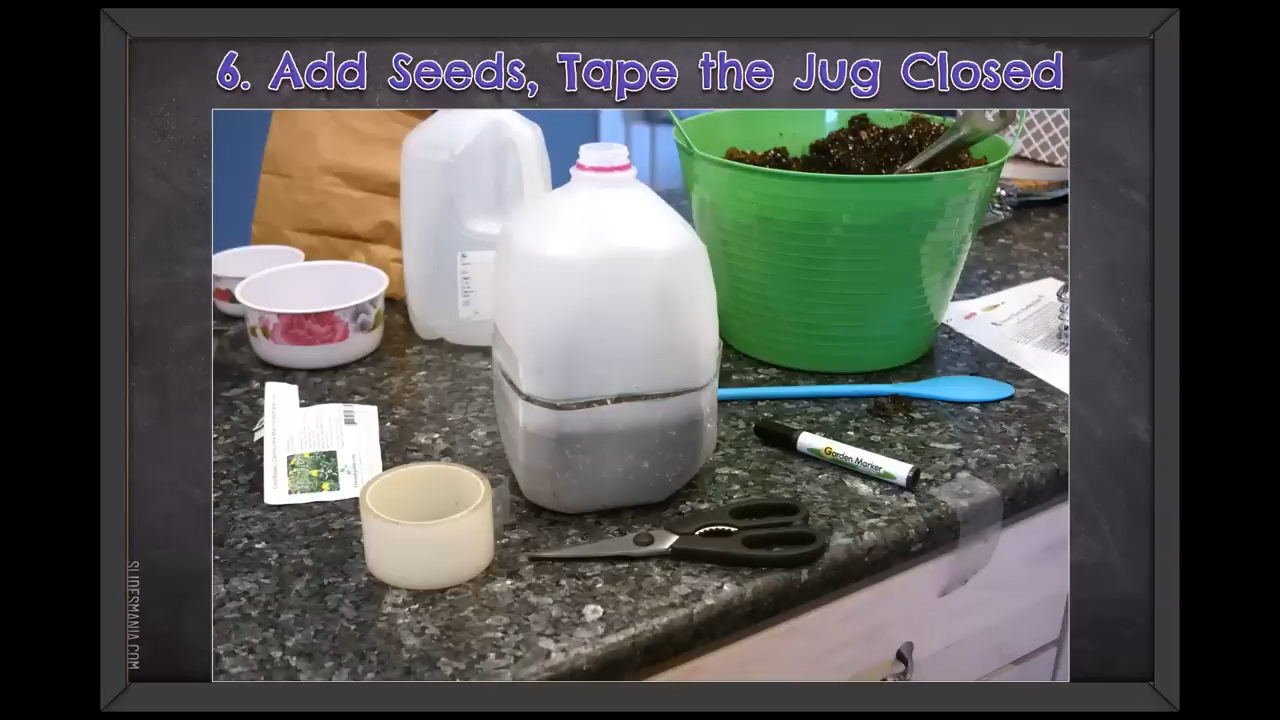 6. Add Seeds, Tape the Jug Closed
Garden Marker
SLIDESMANIA.COM